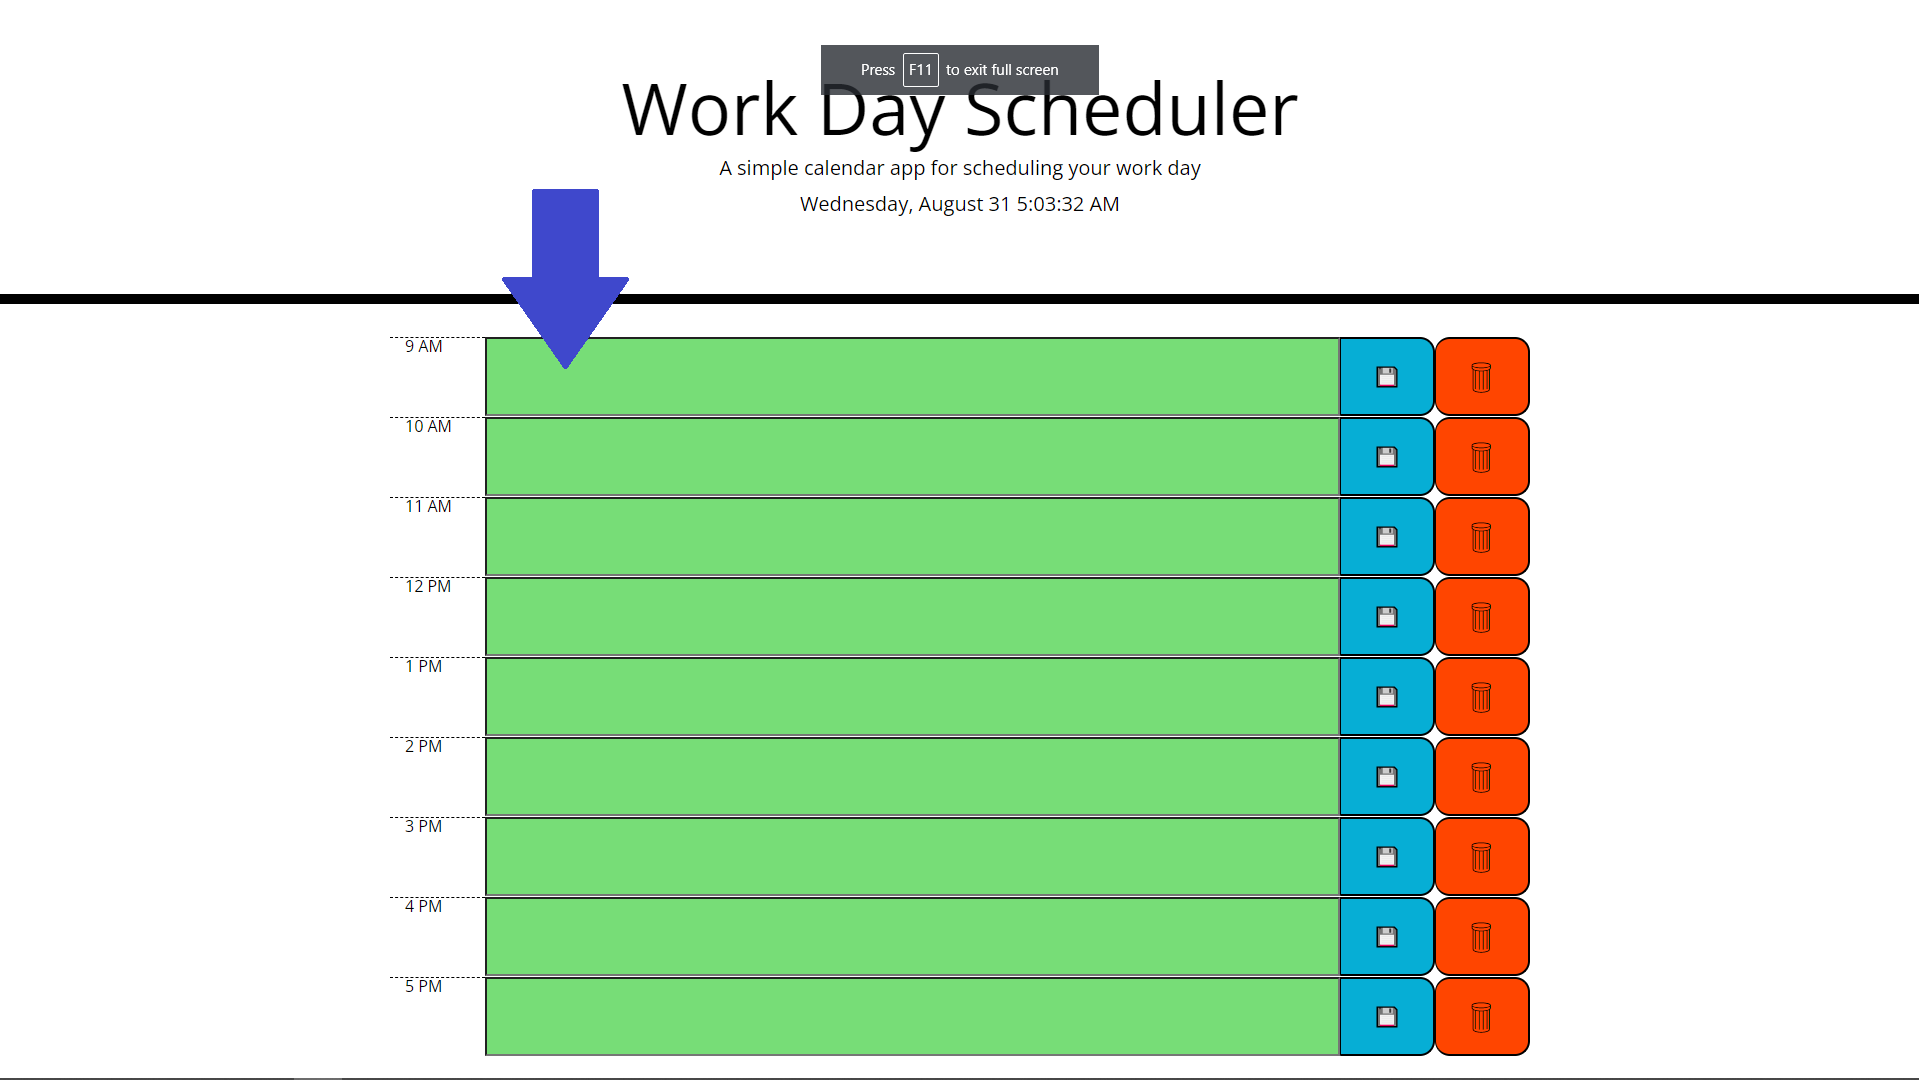 Press F11 to exit full screen
Work Day Scheduler
A simple calendar app for scheduling your work day
Wednesday, August 31 5:03:32 AM
9 AM
10 AM
11 AM
12 PM
1 PM
2 PM
3 PM
4 PM
5 PM